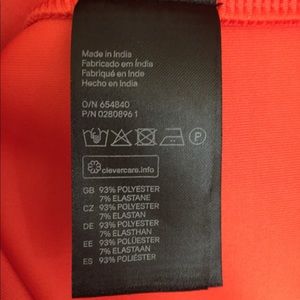 Made in India
Fabricado em Índia
Fabriqué en Inde
Hecho en India
O/N 654840
P/N 0280896 1
clevercare.info
GB 93% POLYESTER
7% ELASTANE
CZ 93% POLYESTER
7% ELASTAN
DE 93% POLYESTER
7% ELASTHAN
EE 93% POLÜESTER
7% ELASTAAN
ES 93% POLIÉSTER